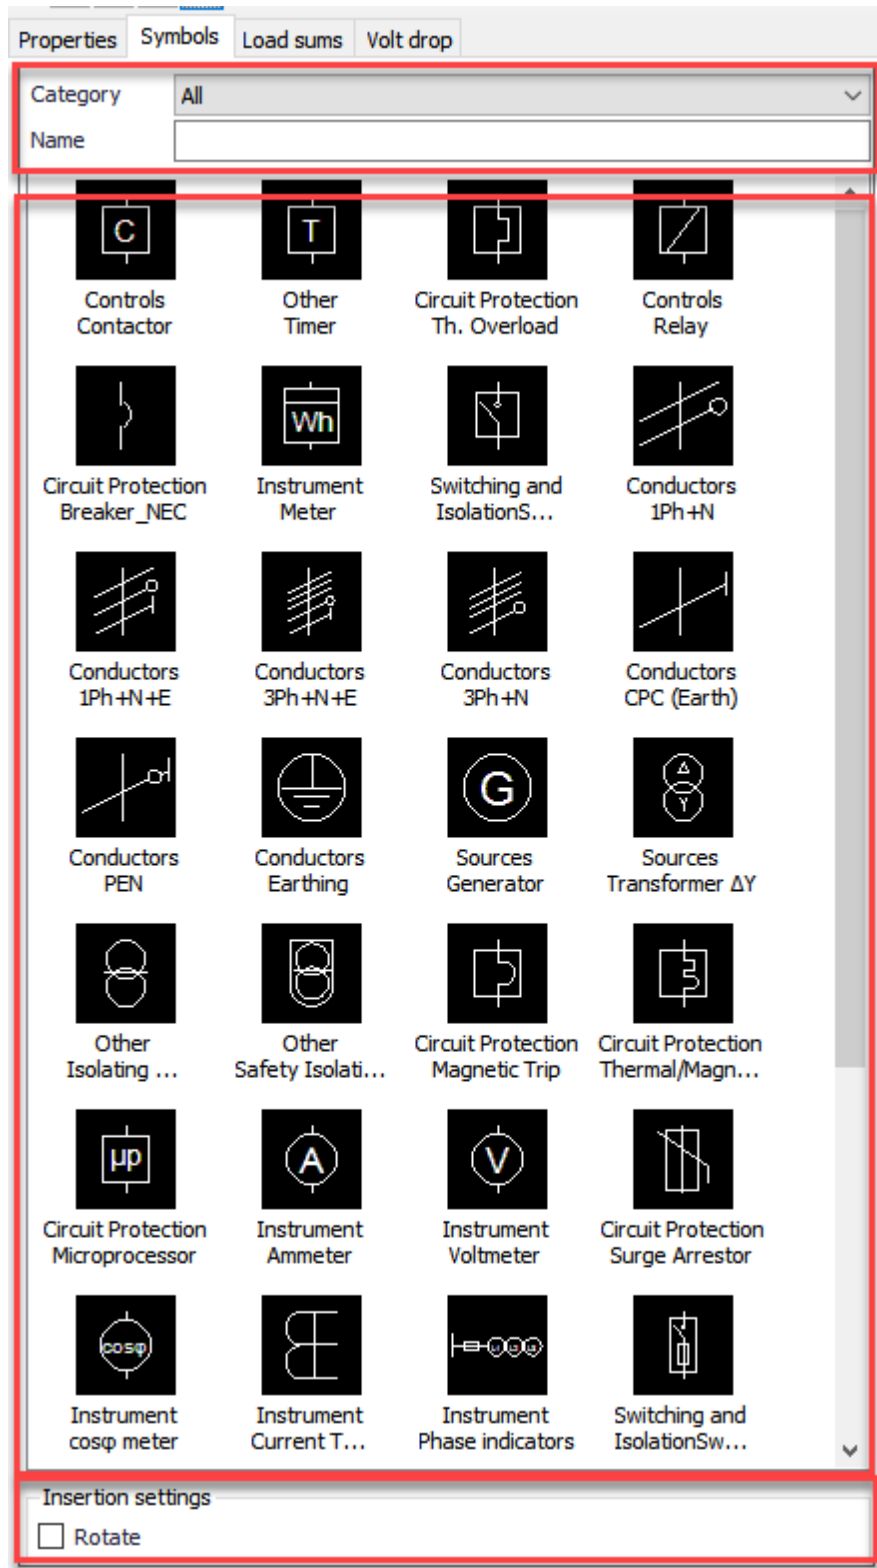 Properties Symbols Load sums Volt drop
Category All
Name
C T
Controls Other Circuit Protection Controls
Contactor Timer Th. Overload Relay
Wh
Circuit Protection Instrument Switching and Conductors
Breaker_NEC Meter IsolationS... 1Ph+N
Conductors Conductors Conductors Conductors
1Ph+N+E 3Ph+N+E 3Ph+N CPC (Earth)
G Δ
Y
Conductors Conductors Sources Sources
PEN Earthing Generator Transformer ΔY
Other Other Circuit Protection Circuit Protection
Isolating ... Safety Isolati... Magnetic Trip Thermal/Magn...
μp A V
Circuit Protection Instrument Instrument Circuit Protection
Microprocessor Ammeter Voltmeter Surge Arrestor
cosφ
Instrument Instrument Instrument Switching and
cosφ meter Current T... Phase indicators IsolationSw...
Insertion settings
Rotate